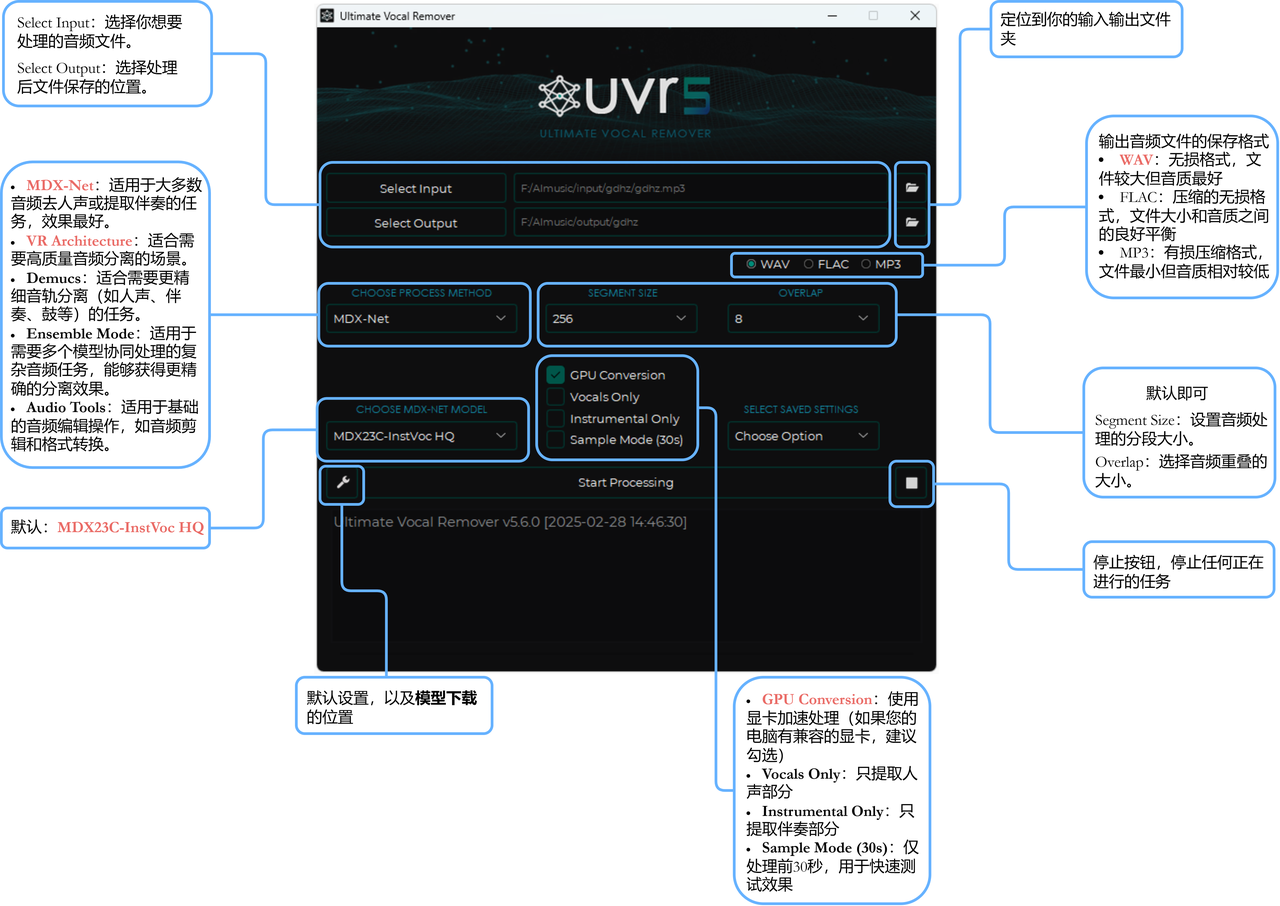 Select Input：选择你想要
处理的音频文件。
Select Output：选择处理
后文件保存的位置。
• MDX-Net：适用于大多数
音频去人声或提取伴奏的任
务，效果最好。
• VR Architecture：适合需
要高质量音频分离的场景。
• Demucs：适合需要更精
细音轨分离（如人声、伴
奏、鼓等）的任务。
• Ensemble Mode：适用于
需要多个模型协同处理的复
杂音频任务，能够获得更精
确的分离效果。
• Audio Tools：适用于基础
的音频编辑操作，如音频剪
辑和格式转换。
默认：MDX23C-InstVoc HQ
Ultimate Vocal Remover
uvr5
ULTIMATE VOCAL REMOVER
Select Input F:/AImusic/input/gdhz/gdhz.mp3
Select Output F:/AImusic/output/gdhz
WAV FLAC MP3
CHOOSE PROCESS METHOD SEGMENT SIZE OVERLAP
MDX-Net 256 8
GPU Conversion
Vocals Only
Instrumental Only
Sample Mode (30s)
CHOOSE MDX-NET MODEL
MDX23C-InstVoc HQ
SELECT SAVED SETTINGS
Choose Option
Start Processing
Ultimate Vocal Remover v5.6.0 [2025-02-28 14:46:30]
定位到你的输入输出文件
夹
输出音频文件的保存格式
• WAV：无损格式，文
件较大但音质最好
• FLAC：压缩的无损格
式，文件大小和音质之间
的良好平衡
• MP3：有损压缩格式，
文件最小但音质相对较低
默认即可
Segment Size：设置音频处
理的分段大小。
Overlap：选择音频重叠的
大小。
停止按钮，停止任何正在
进行的任务
默认设置，以及模型下载
的位置
• GPU Conversion：使用
显卡加速处理（如果您的
电脑有兼容的显卡，建议
勾选）
• Vocals Only：只提取人
声部分
• Instrumental Only：只
提取伴奏部分
• Sample Mode (30s)：仅
处理前30秒，用于快速测
试效果